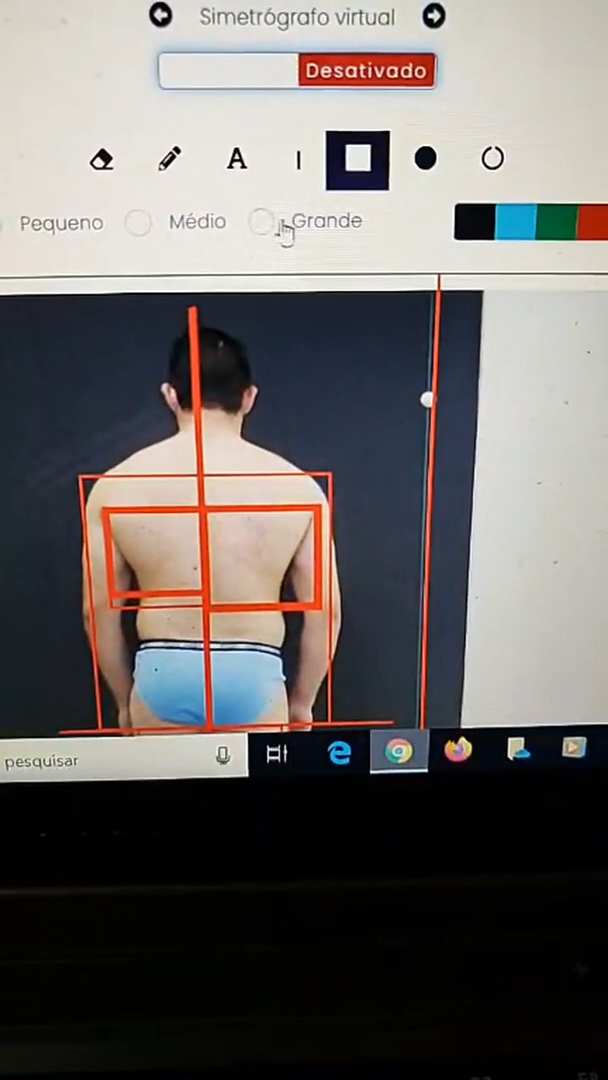 Simetrógrafo virtual
Desativado
A
Pequeno Médio Grande
pesquisar